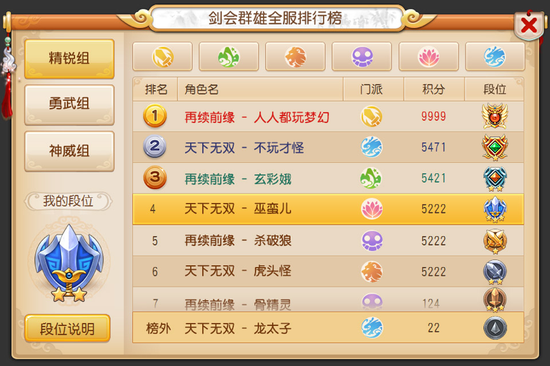 剑会群雄全服排行榜
精锐组
勇武组
神威组
我的段位
段位说明
排名 角色名 门派 积分 段位
1 再续前缘 - 人人都玩梦幻 9999
2 天下无双 - 不玩才怪 5471
3 再续前缘 - 玄彩娥 5421
4 天下无双 - 巫蛮儿 5222
5 再续前缘 - 杀破狼 5222
6 天下无双 - 虎头怪 5222
7 再续前缘 - 骨精灵 124
榜外 天下无双 - 龙太子 22